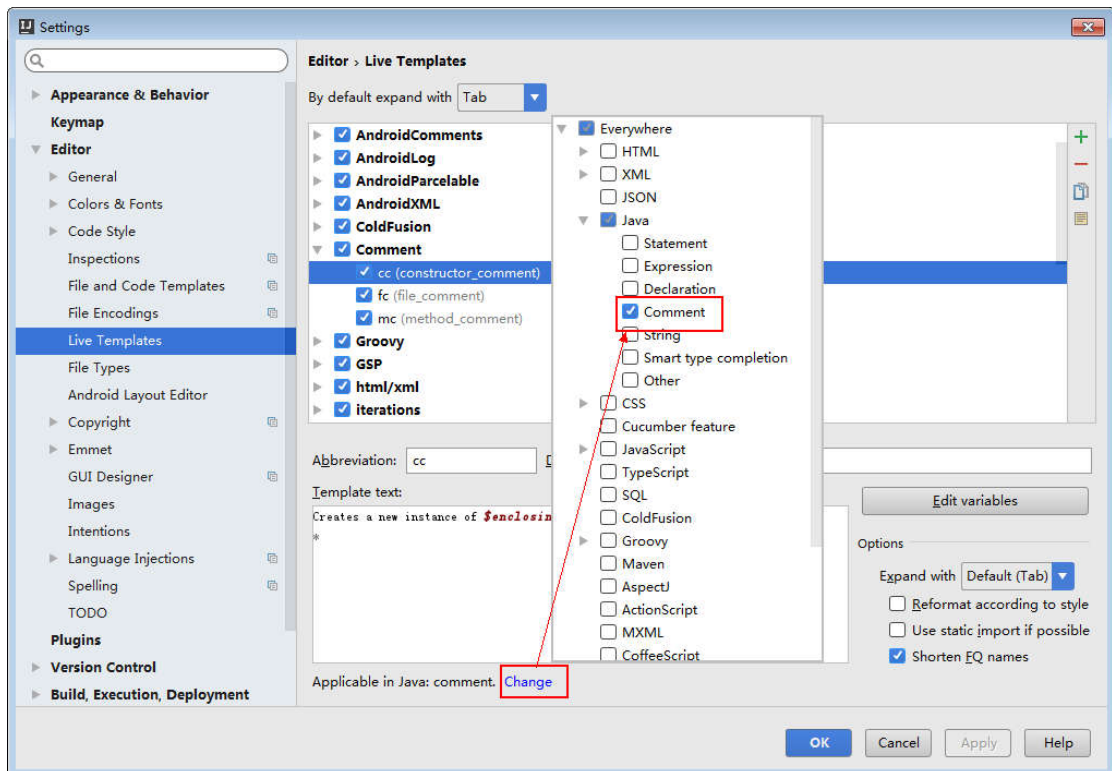 Settings
Editor › Live Templates
By default expand with Tab
Appearance & Behavior
Keymap
Editor
General
Colors & Fonts
Code Style
Inspections
File and Code Templates
File Encodings
Live Templates
File Types
Android Layout Editor
Copyright
Emmet
GUI Designer
Images
Intentions
Language Injections
Spelling
TODO
Plugins
Version Control
Build, Execution, Deployment
AndroidComments
AndroidLog
AndroidParcelable
AndroidXML
ColdFusion
Comment
cc (constructor_comment)
fc (file_comment)
mc (method_comment)
Groovy
GSP
html/xml
iterations
Everywhere
HTML
XML
JSON
Java
Statement
Expression
Declaration
Comment
String
Smart type completion
Other
CSS
Cucumber feature
JavaScript
TypeScript
SQL
ColdFusion
Groovy
Maven
AspectJ
ActionScript
MXML
CoffeeScript
Abbreviation: cc
Template text:
Creates a new instance of $enclosin
*
Edit variables
Options
Expand with Default (Tab)
Reformat according to style
Use static import if possible
Shorten FQ names
Applicable in Java: comment. Change
OK Cancel Apply Help